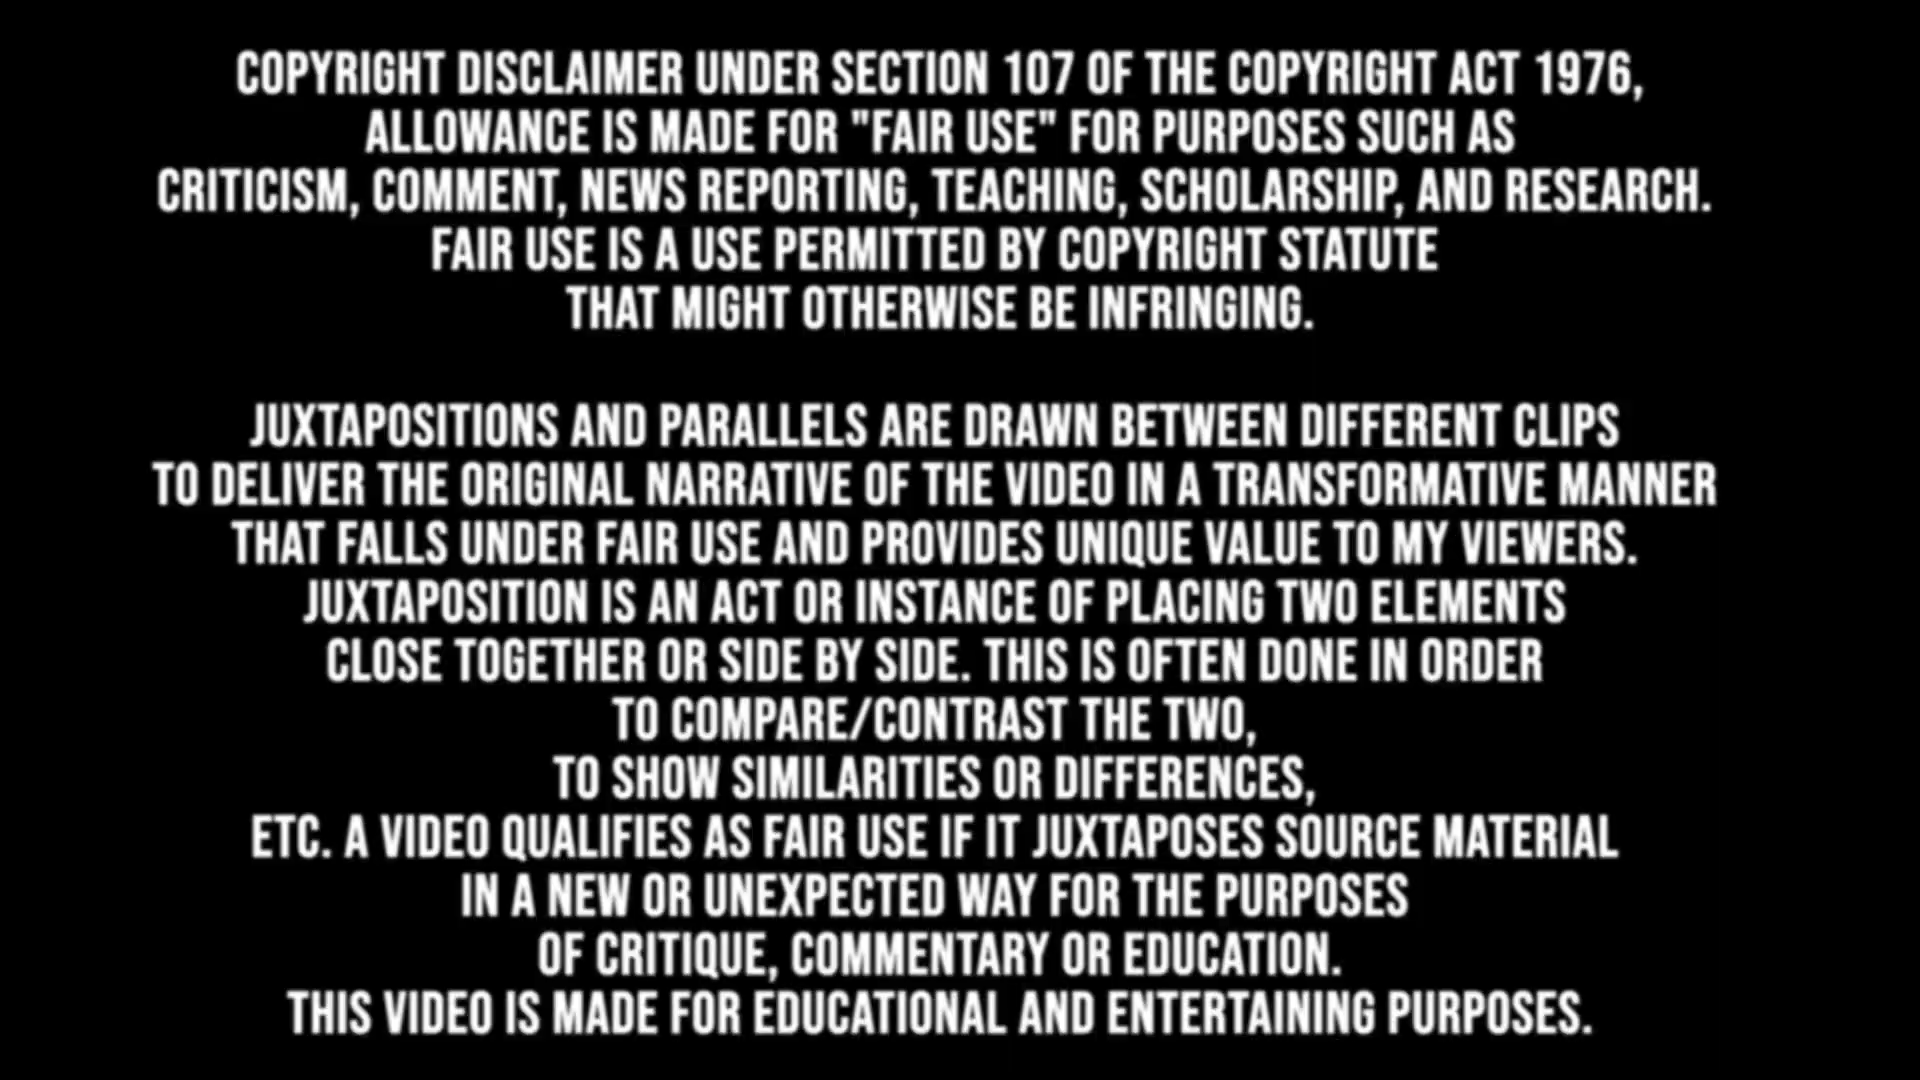 COPYRIGHT DISCLAIMER UNDER SECTION 107 OF THE COPYRIGHT ACT 1976,
ALLOWANCE IS MADE FOR "FAIR USE" FOR PURPOSES SUCH AS
CRITICISM, COMMENT, NEWS REPORTING, TEACHING, SCHOLARSHIP, AND RESEARCH.
FAIR USE IS A USE PERMITTED BY COPYRIGHT STATUTE
THAT MIGHT OTHERWISE BE INFRINGING.
JUXTAPOSITIONS AND PARALLELS ARE DRAWN BETWEEN DIFFERENT CLIPS
TO DELIVER THE ORIGINAL NARRATIVE OF THE VIDEO IN A TRANSFORMATIVE MANNER
THAT FALLS UNDER FAIR USE AND PROVIDES UNIQUE VALUE TO MY VIEWERS.
JUXTAPOSITION IS AN ACT OR INSTANCE OF PLACING TWO ELEMENTS
CLOSE TOGETHER OR SIDE BY SIDE. THIS IS OFTEN DONE IN ORDER
TO COMPARE/CONTRAST THE TWO,
TO SHOW SIMILARITIES OR DIFFERENCES,
ETC. A VIDEO QUALIFIES AS FAIR USE IF IT JUXTAPOSES SOURCE MATERIAL
IN A NEW OR UNEXPECTED WAY FOR THE PURPOSES
OF CRITIQUE, COMMENTARY OR EDUCATION.
THIS VIDEO IS MADE FOR EDUCATIONAL AND ENTERTAINING PURPOSES.